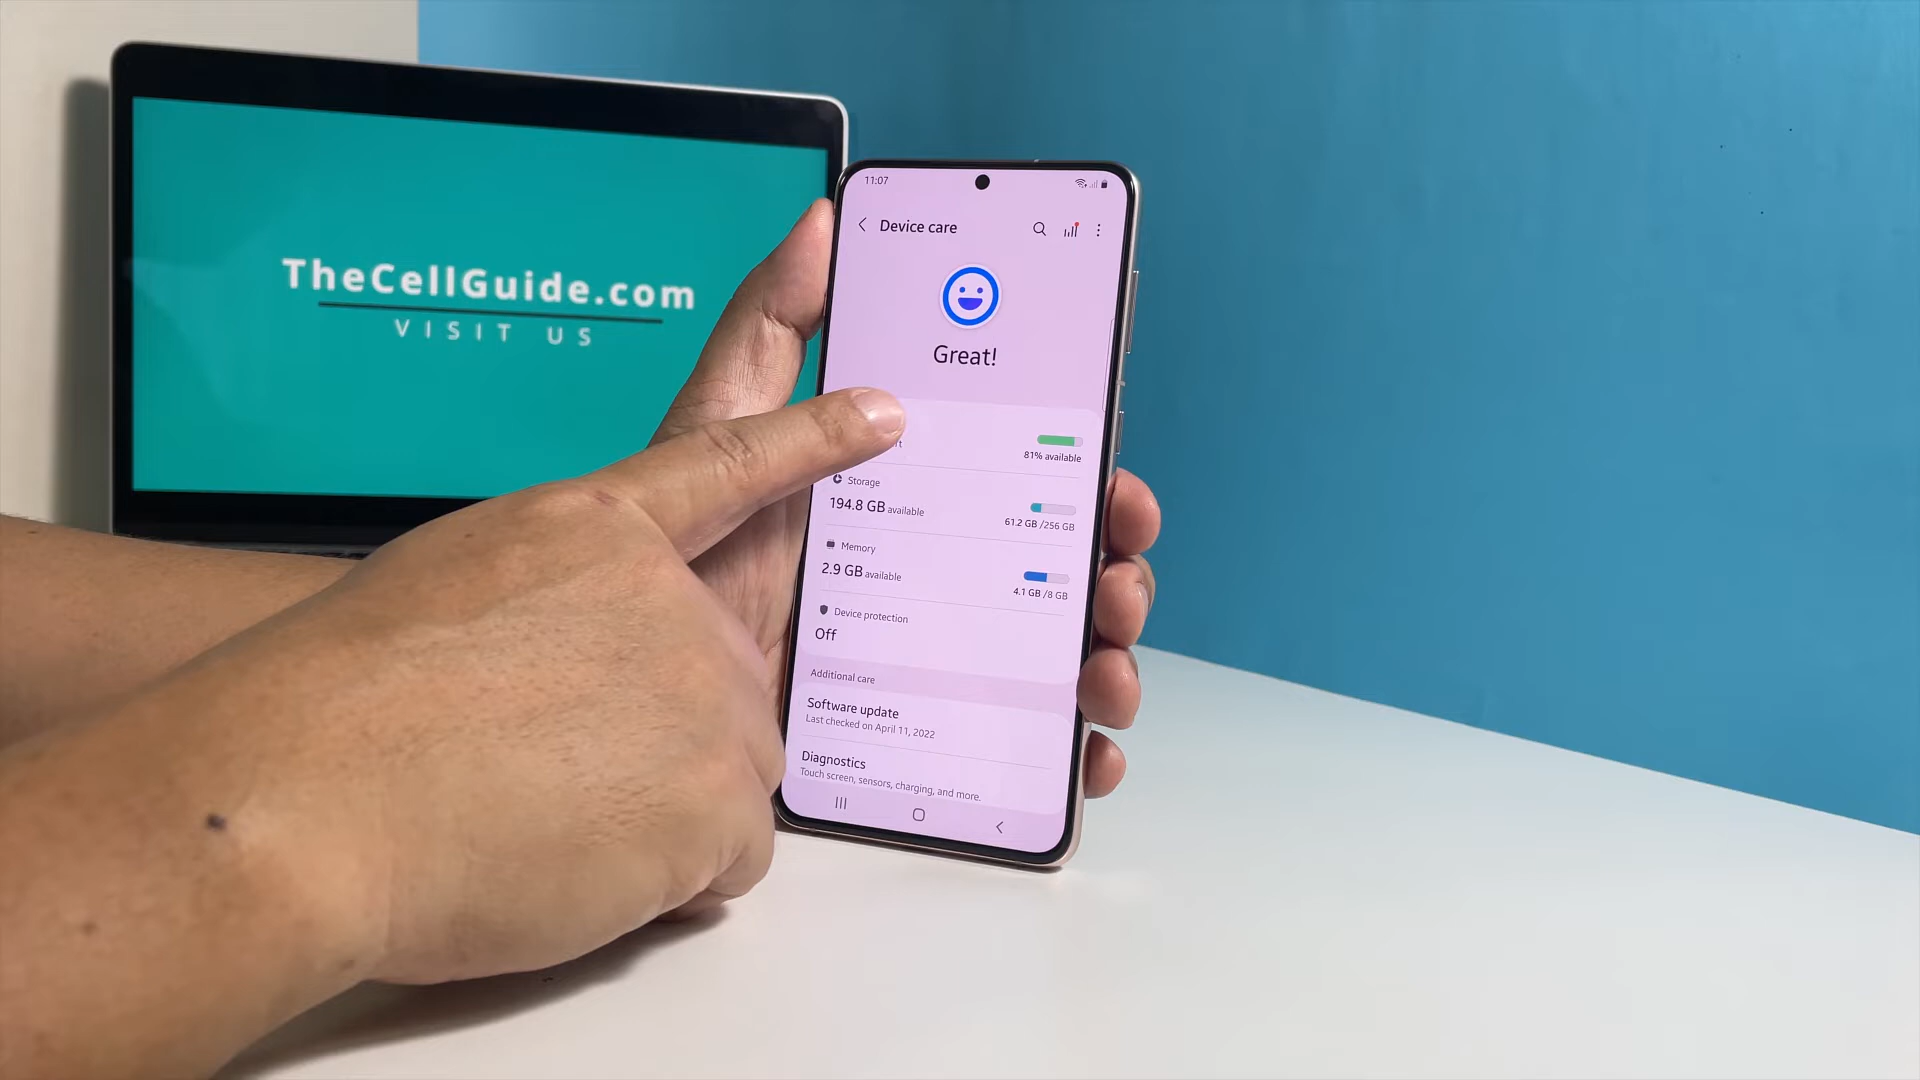 TheCellGuide.com
VISIT US
11:07
Device care
Great!
81% available
Storage
194.8 GB available
61.2 GB /256 GB
Memory
2.9 GB available
4.1 GB /8 GB
Device protection
Off
Additional care
Software update
Last checked on April 11, 2022
Diagnostics
Touch screen, sensors, charging, and more.